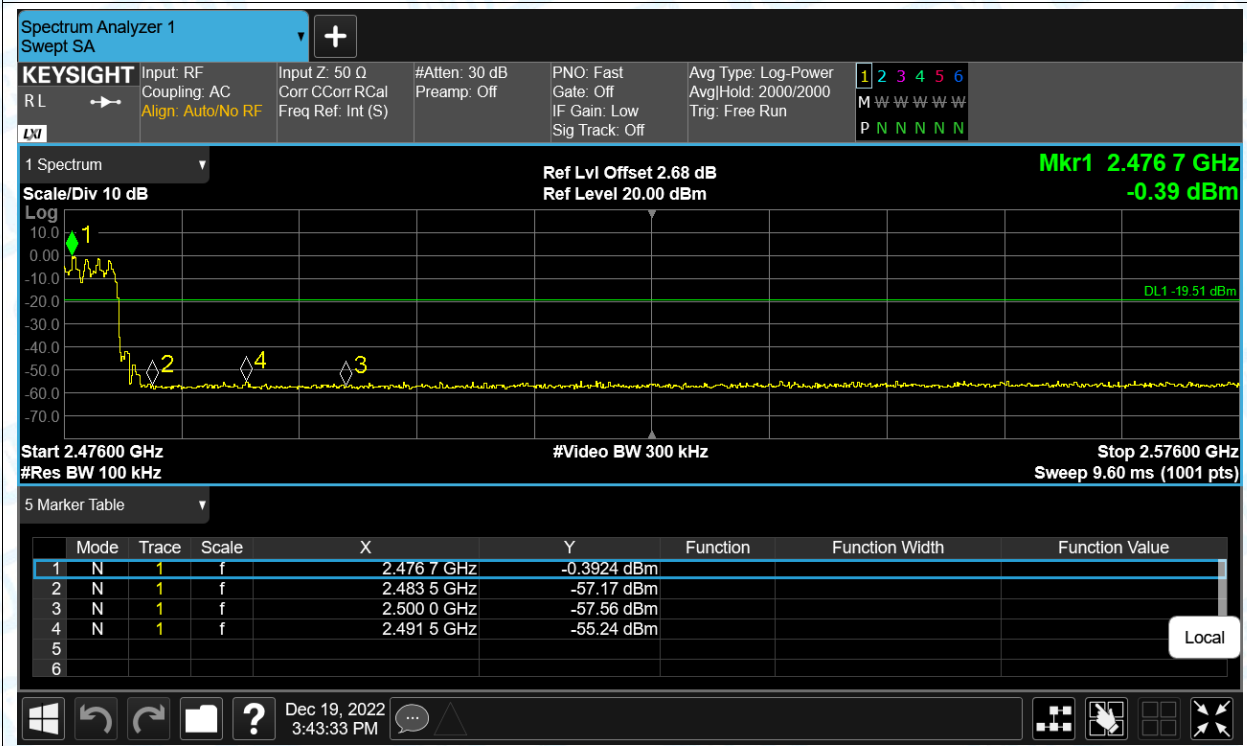 Spectrum Analyzer 1
Swept SA
KEYSIGHT
R L
LXI
Input: RF
Coupling: AC
Align: Auto/No RF
Input Z: 50 Ω
Corr CCorr RCal
Freq Ref: Int (S)
#Atten: 30 dB
Preamp: Off
PNO: Fast
Gate: Off
IF Gain: Low
Sig Track: Off
Avg Type: Log-Power
Avg|Hold: 2000/2000
Trig: Free Run
1 2 3 4 5 6
M W W W W W
P N N N N N
1 Spectrum
Scale/Div 10 dB
Ref Lvl Offset 2.68 dB
Ref Level 20.00 dBm
Mkr1 2.476 7 GHz
-0.39 dBm
Log
10.0
0.00
-10.0
-20.0
-30.0
-40.0
-50.0
-60.0
-70.0
1
2
4
3
DL1 -19.51 dBm
Start 2.47600 GHz
#Res BW 100 kHz
#Video BW 300 kHz
Stop 2.57600 GHz
Sweep 9.60 ms (1001 pts)
5 Marker Table
Mode Trace Scale X Y Function Function Width Function Value
1 N 1 f 2.476 7 GHz -0.3924 dBm
2 N 1 f 2.483 5 GHz -57.17 dBm
3 N 1 f 2.500 0 GHz -57.56 dBm
4 N 1 f 2.491 5 GHz -55.24 dBm
5
6
Local
?
Dec 19, 2022
3:43:33 PM